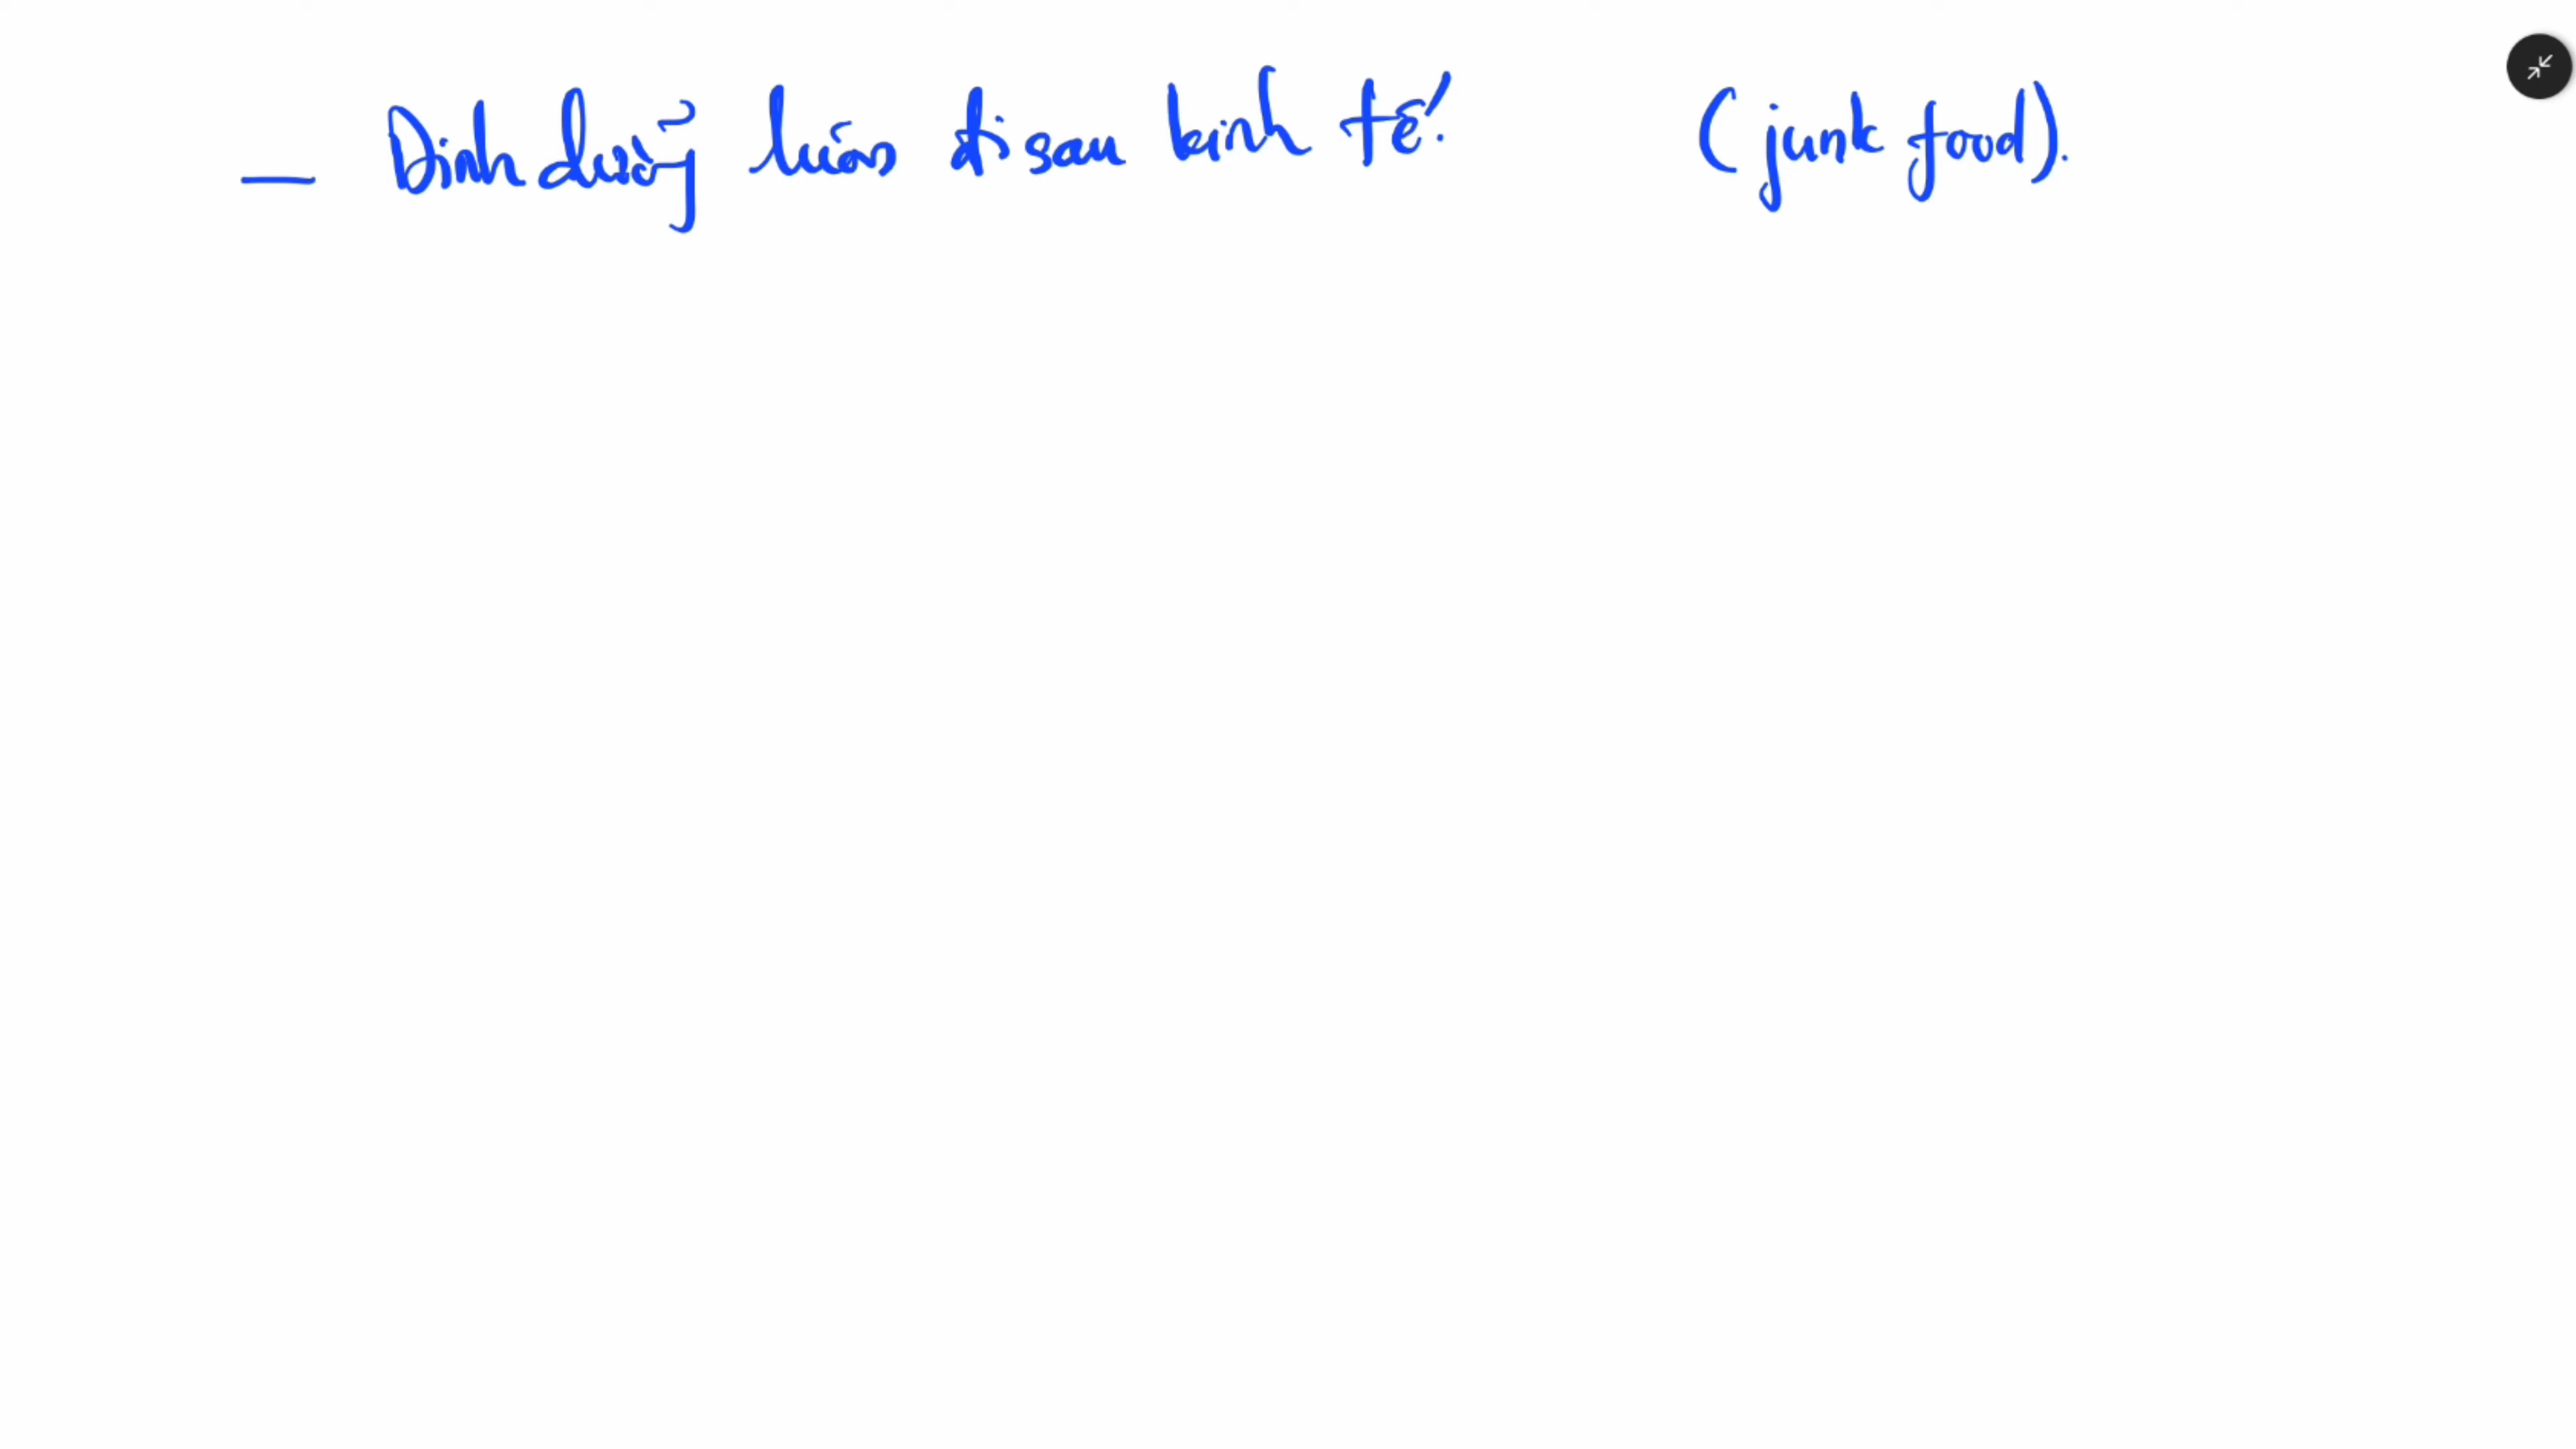 — Dinh dưỡng luôn đi sau kinh tế! (junk food).